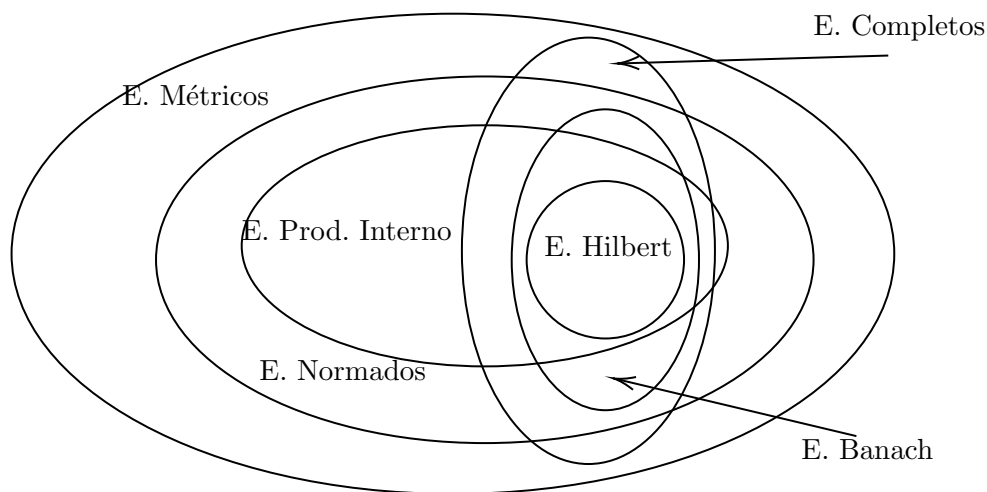 E. Completos
E. Métricos
E. Prod. Interno
E. Hilbert
E. Normados
E. Banach